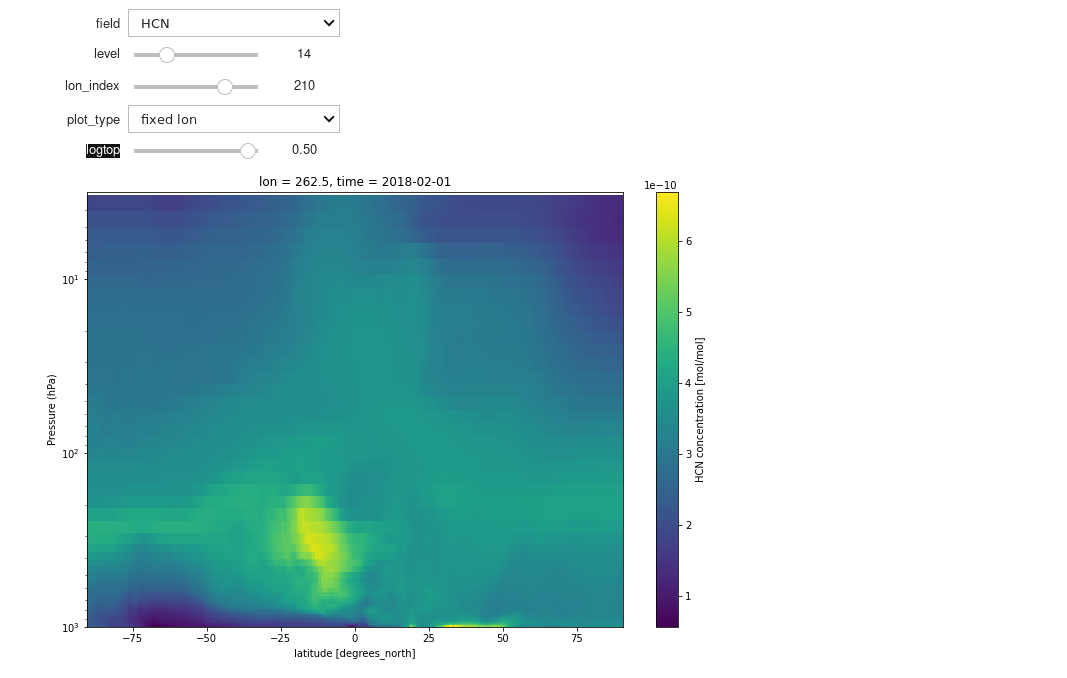 field HCN
level 14
lon_index 210
plot_type fixed lon
logtop 0.50
lon = 262.5, time = 2018-02-01
1e−10
6
10¹
5
Pressure (hPa)
4
HCN concentration [mol/mol]
10²
3
2
1
10³
−75 −50 −25 0 25 50 75
latitude [degrees_north]